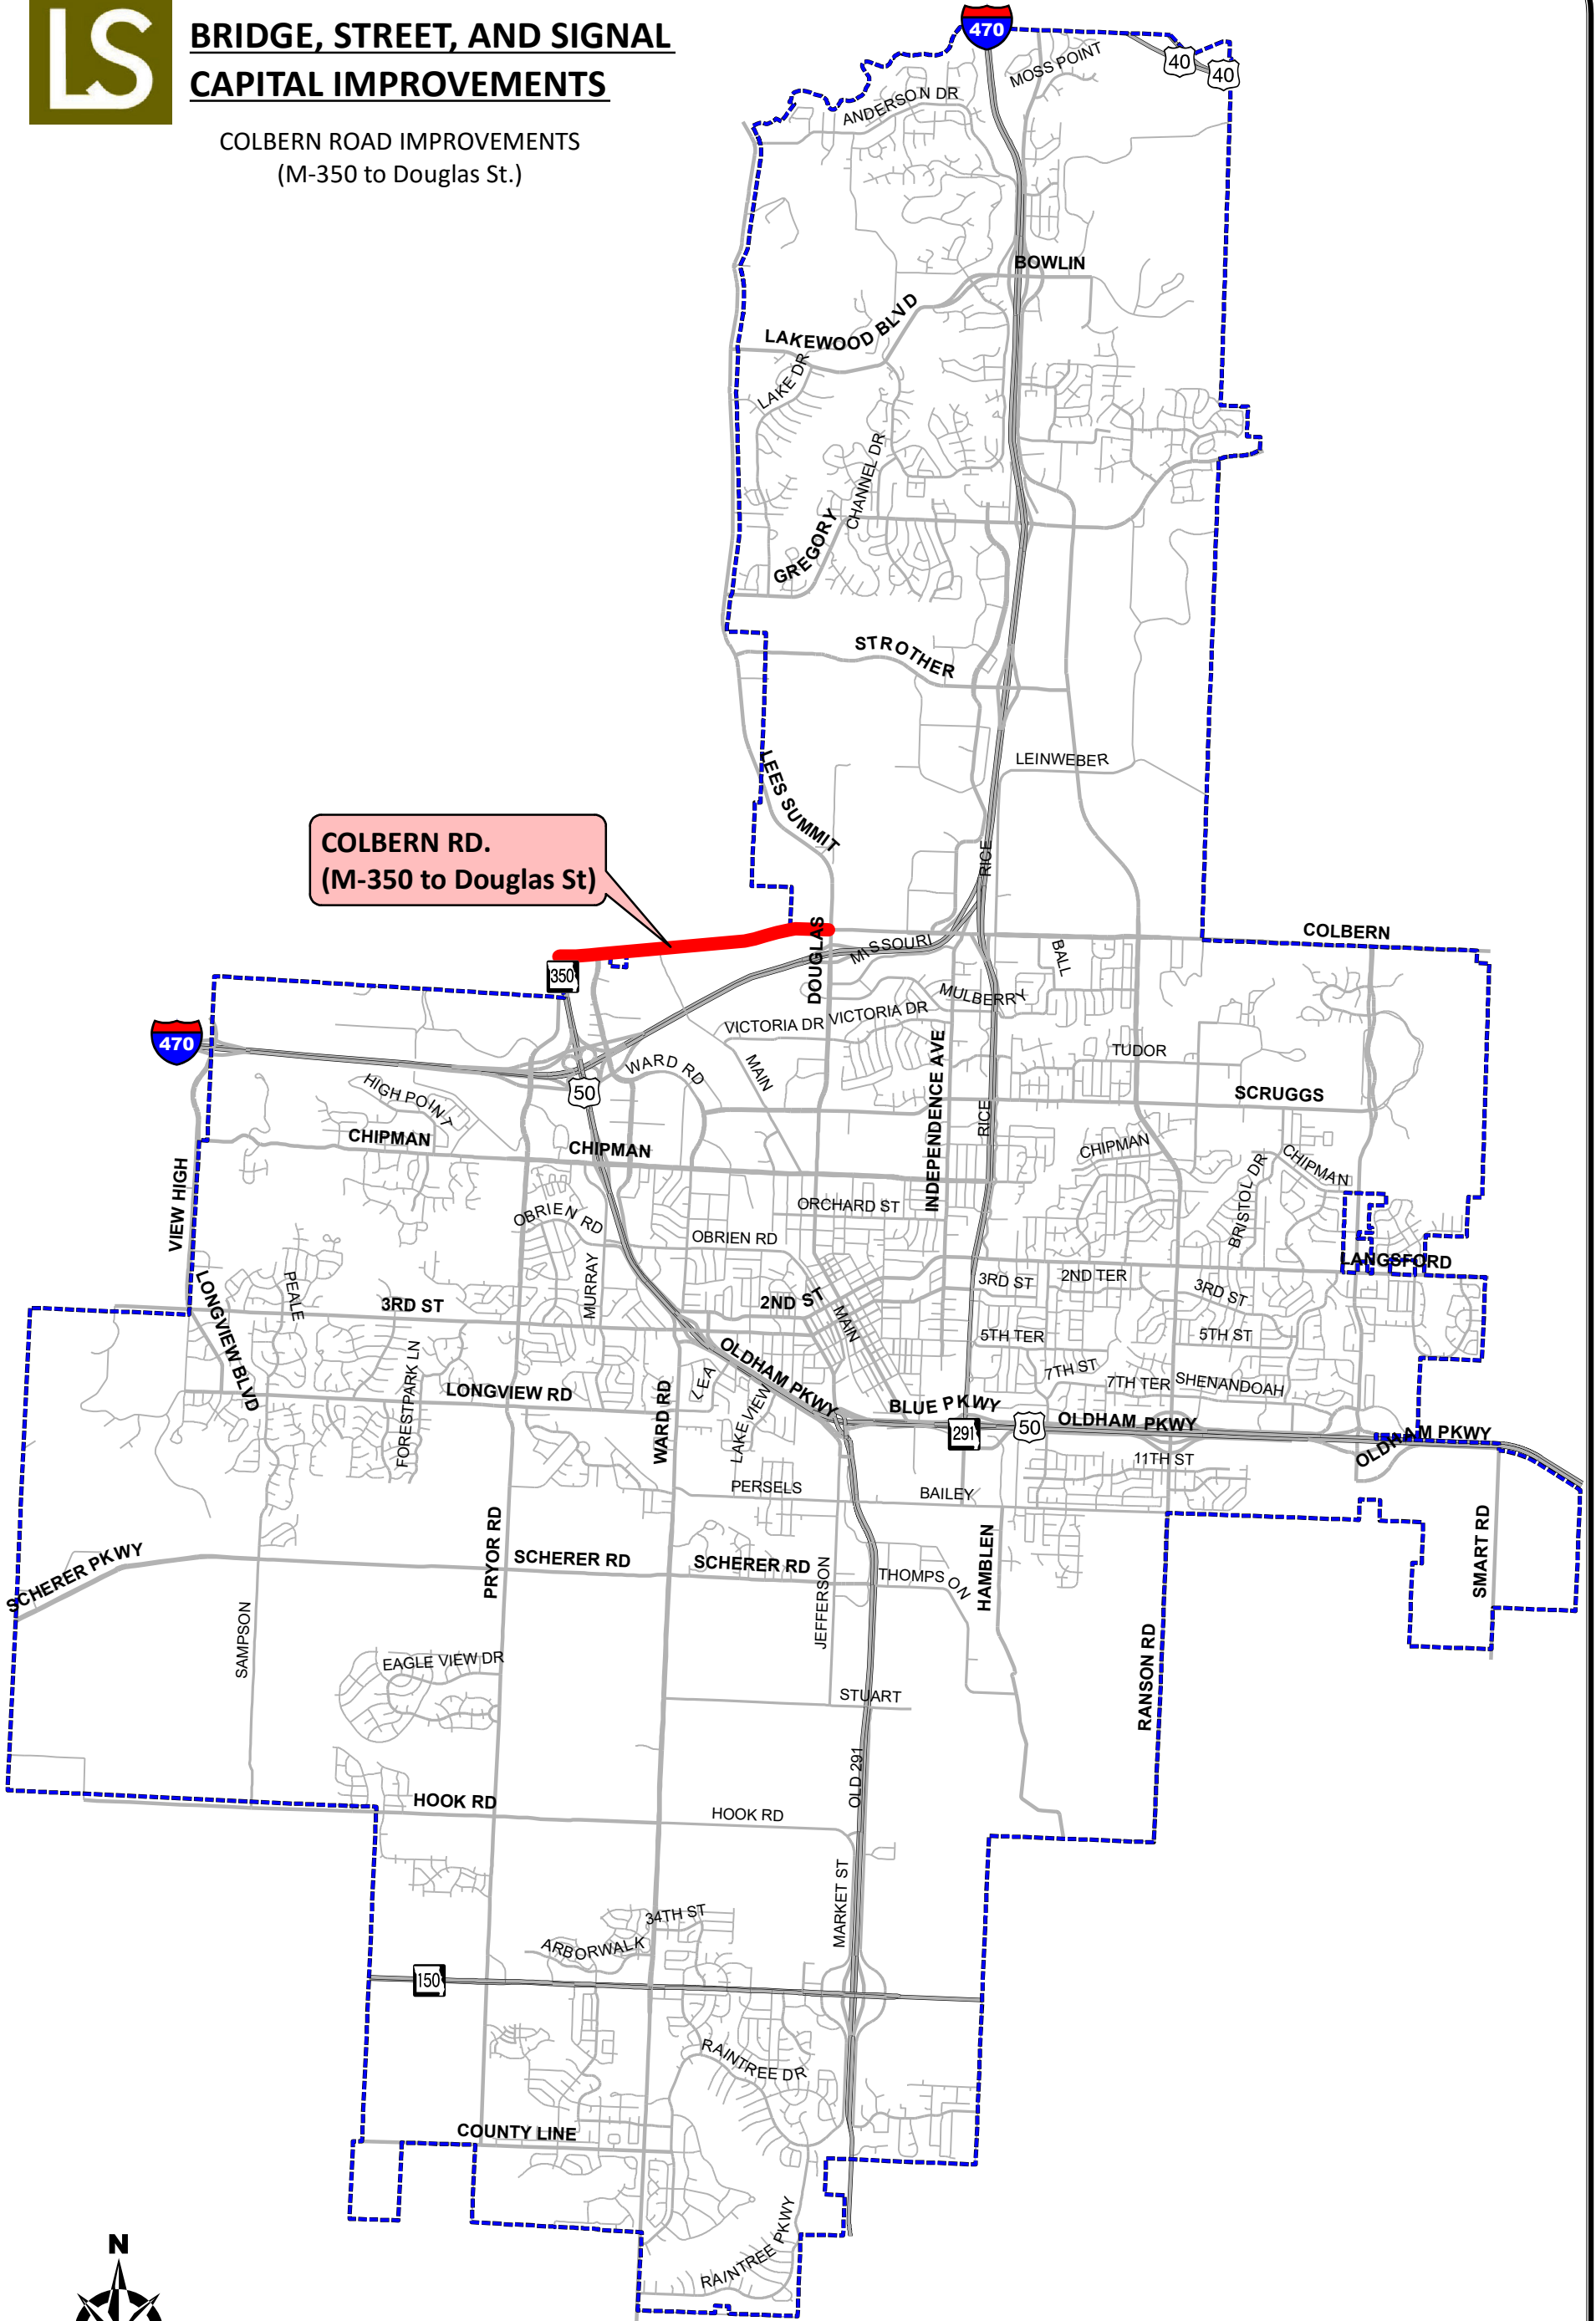 LS
BRIDGE, STREET, AND SIGNAL
CAPITAL IMPROVEMENTS
COLBERN ROAD IMPROVEMENTS
(M-350 to Douglas St.)
470
MOSS POINT
40
40
ANDERSON DR
BOWLIN
LAKEWOOD BLVD
LAKE DR
CHANNEL DR
GREGORY
STROTHER
LEINWEBER
LEES SUMMIT
COLBERN RD.
(M-350 to Douglas St)
RICE
DOUGLAS
MISSOURI
BALL
COLBERN
350
MULBERRY
VICTORIA DR
VICTORIA DR
470
INDEPENDENCE AVE
TUDOR
WARD RD
MAIN
50
HIGH POINT
SCRUGGS
RICE
CHIPMAN
CHIPMAN
CHIPMAN
CHIPMAN
VIEW HIGH
BRISTOL DR
ORCHARD ST
OBRIEN RD
OBRIEN RD
LANGSFORD
MURRAY
PEALE
LONGVIEW BLVD
3RD ST
2ND ST
MAIN
3RD ST
2ND TER
3RD ST
5TH TER
5TH ST
FORESTPARK LN
OLDHAM PKWY
7TH ST
7TH TER
SHENANDOAH
LONGVIEW RD
LEA
LAKE VIEW
WARD RD
BLUE PKWY
291
50
OLDHAM PKWY
OLDHAM PKWY
11TH ST
PERSELS
BAILEY
PRYOR RD
SCHERER PKWY
SCHERER RD
SCHERER RD
JEFFERSON
THOMPSON
HAMBLEN
SMART RD
SAMPSON
EAGLE VIEW DR
RANSON RD
STUART
OLD 291
HOOK RD
HOOK RD
MARKET ST
34TH ST
ARBORWALK
150
RAINTREE DR
COUNTY LINE
RAINTREE PKWY
N